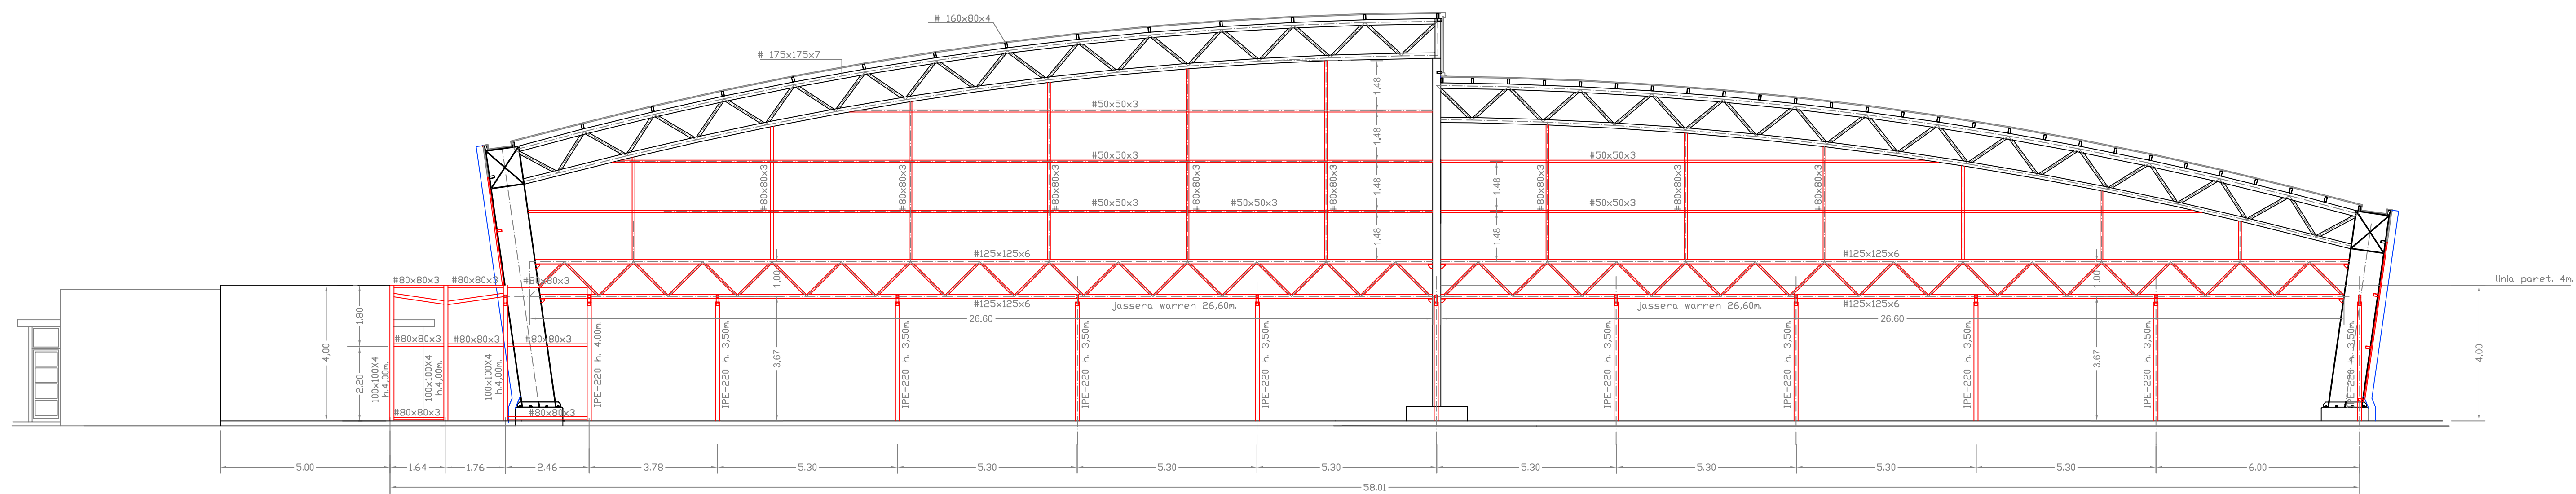 # 160x80x4
# 175x175x7
#50x50x3
1.48
#50x50x3
1.48
#50x50x3
#80x80x3
#80x80x3
#80x80x3
#80x80x3
#80x80x3
#80x80x3
#80x80x3
#80x80x3
1.48
1.48
#50x50x3
#50x50x3
#50x50x3
1.48
1.48
#125x125x6
#125x125x6
#80x80x3
#80x80x3
#80x80x3
1.00
1.00
linia paret. 4m.
#125x125x6
jassera warren 26,60m.
jassera warren 26,60m.
#125x125x6
26.60
26.60
1.80
4,00
2.20
#80x80x3
#80x80x3
#80x80x3
100x100X4
h.4,00m.
100x100X4
h.4,00m.
100x100X4
h.4,00m.
IPE-220 h. 4.00m.
IPE-220 h. 3,50m.
3,67
IPE-220 h. 3,50m.
IPE-220 h. 3,50m.
IPE-220 h. 3,50m.
IPE-220 h. 3,50m.
IPE-220 h. 3,50m.
IPE-220 h. 3,50m.
3.67
IPE-220 h. 3,50m.
IPE-220 h. 3,50m.
4,00
#80x80x3
#80x80x3
5.00
1.64
1.76
2.46
3.78
5.30
5.30
5.30
5.30
5.30
5.30
5.30
5.30
6.00
58.01